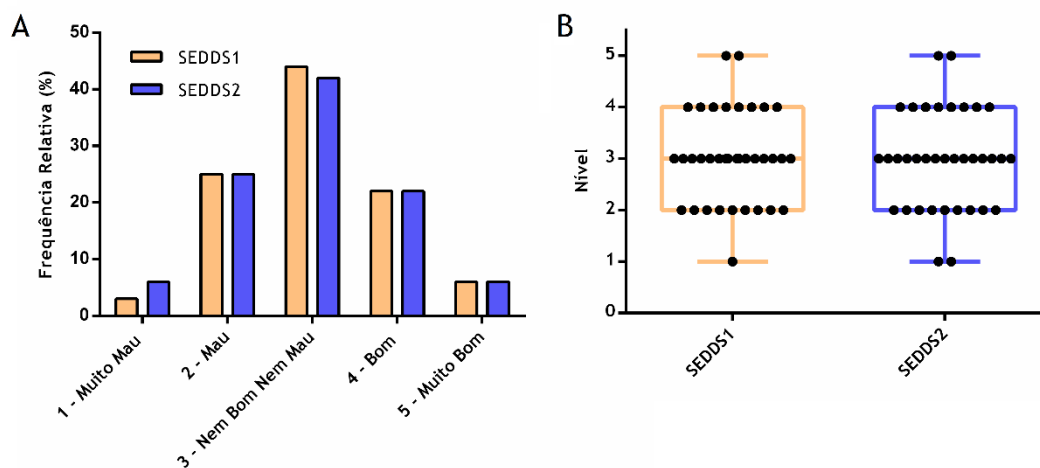 A
50
40
30
20
10
0
Frequência Relativa (%)
SEDDS1
SEDDS2
1 - Muito Mau
2 - Mau
3 - Nem Bom Nem Mau
4 - Bom
5 - Muito Bom
B
5
4
3
2
1
0
Nível
SEDDS1
SEDDS2